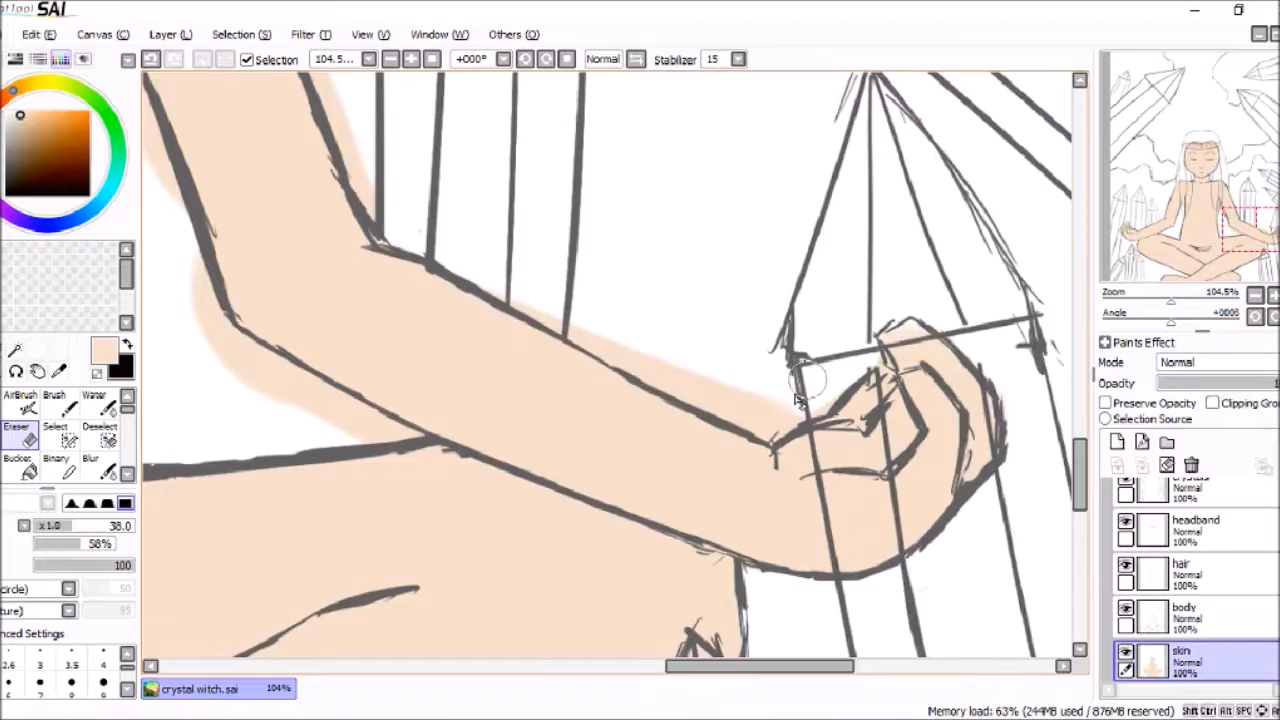 SAI
Edit (E) Canvas (C) Layer (L) Selection (S) Filter (T) View (V) Window (W) Others (O)
Selection 104.5... +000° Normal Stabilizer 15
Zoom 104.5%
Angle
Paints Effect
Mode Normal
Opacity
Preserve Opacity Clipping Gro
Selection Source
AirBrush Brush Water
Eraser Select Deselect
Bucket Binary Blur
x 1.0 38.0
58%
100
circle) 50
ture) 95
nced Settings
2.6 3 3.5 4
Normal
100%
headband
Normal
100%
hair
Normal
100%
body
Normal
100%
skin
Normal
100%
crystal witch.sai 104%
Memory load: 63% (244MB used / 876MB reserved) Shift Ctrl Alt SPC